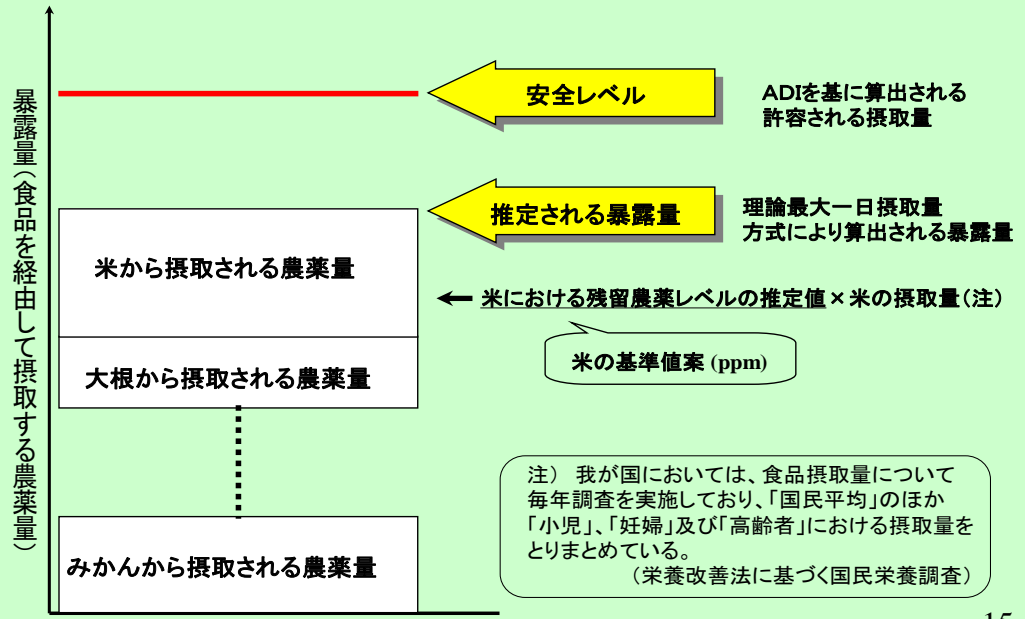 暴露量（食品を経由して摂取する農薬量）
安全レベル
ADIを基に算出される
許容される摂取量
推定される暴露量
理論最大一日摂取量
方式により算出される暴露量
米から摂取される農薬量
米における残留農薬レベルの推定値×米の摂取量（注）
米の基準値案 (ppm)
大根から摂取される農薬量
みかんから摂取される農薬量
注） 我が国においては、食品摂取量について
毎年調査を実施しており、「国民平均」のほか
「小児」、「妊婦」及び「高齢者」における摂取量を
とりまとめている。
（栄養改善法に基づく国民栄養調査）
15